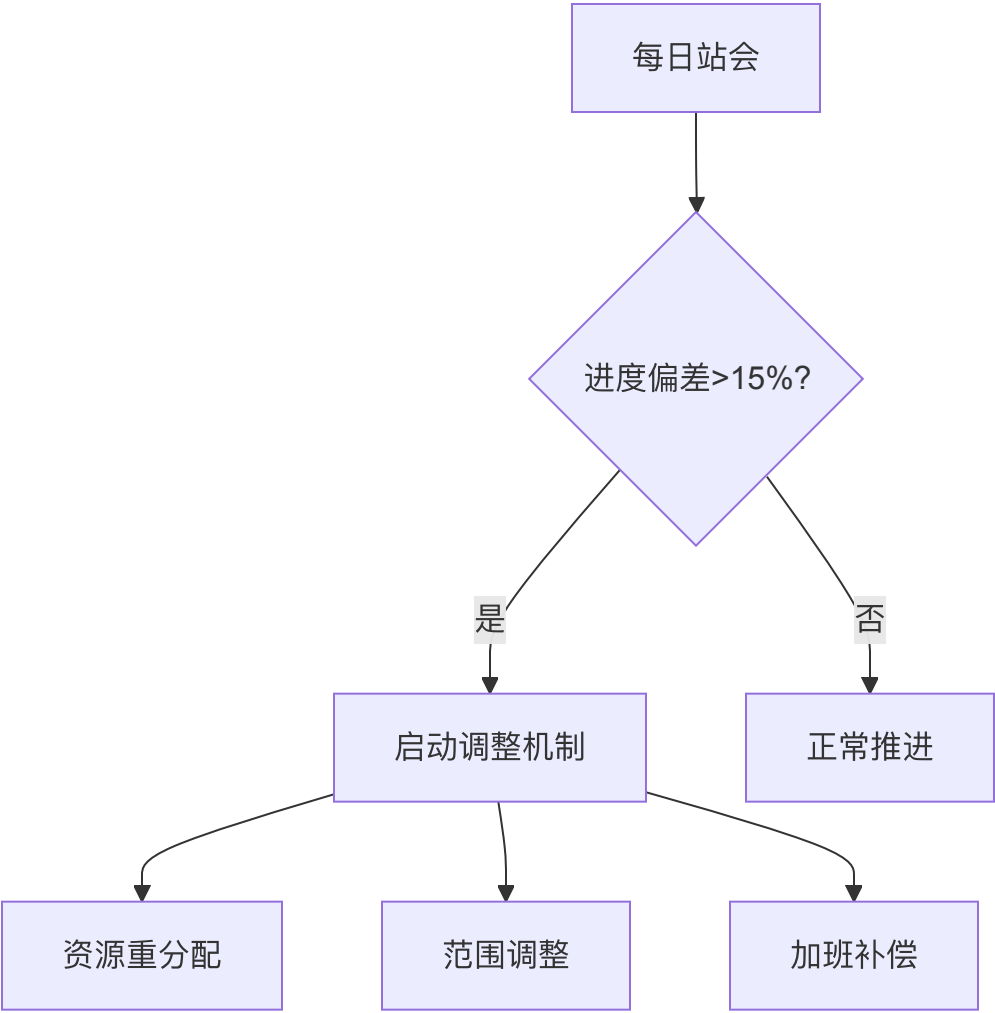 每日站会
进度偏差>15%?
是
否
启动调整机制
正常推进
资源重分配
范围调整
加班补偿